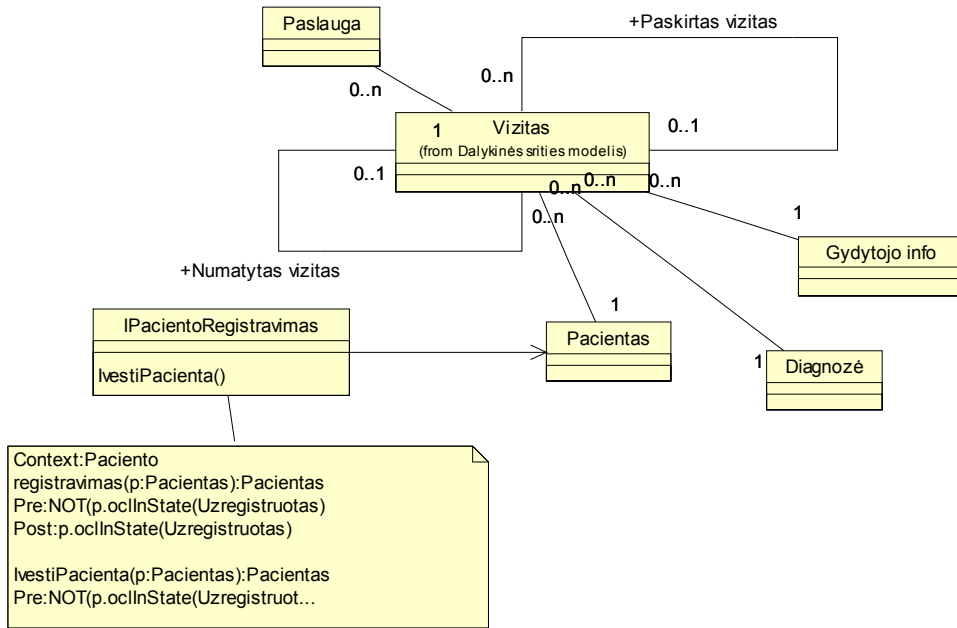 Paslauga
+Paskirtas vizitas
0..n
0..n
1
Vizitas
(from Dalykinės srities modelis)
0..1
0..1
0..n
0..n
0..n
0..n
1
+Numatytas vizitas
Gydytojo info
IPacientoRegistravimas
1
Pacientas
IvestiPacienta()
1
Diagnozė
Context:Paciento
registravimas(p:Pacientas):Pacientas
Pre:NOT(p.oclInState(Uzregistruotas)
Post:p.oclInState(Uzregistruotas)
IvestiPacienta(p:Pacientas):Pacientas
Pre:NOT(p.oclInState(Uzregistruot...